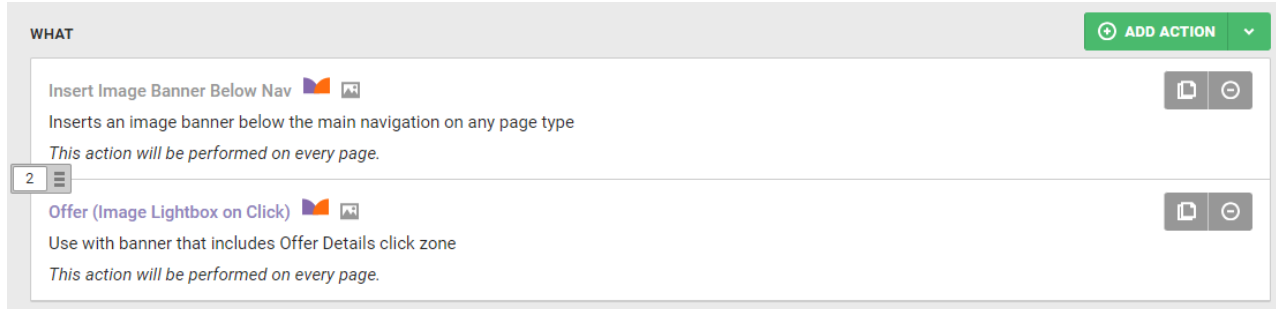 WHAT
ADD ACTION
Insert Image Banner Below Nav
Inserts an image banner below the main navigation on any page type
This action will be performed on every page.
2
Offer (Image Lightbox on Click)
Use with banner that includes Offer Details click zone
This action will be performed on every page.